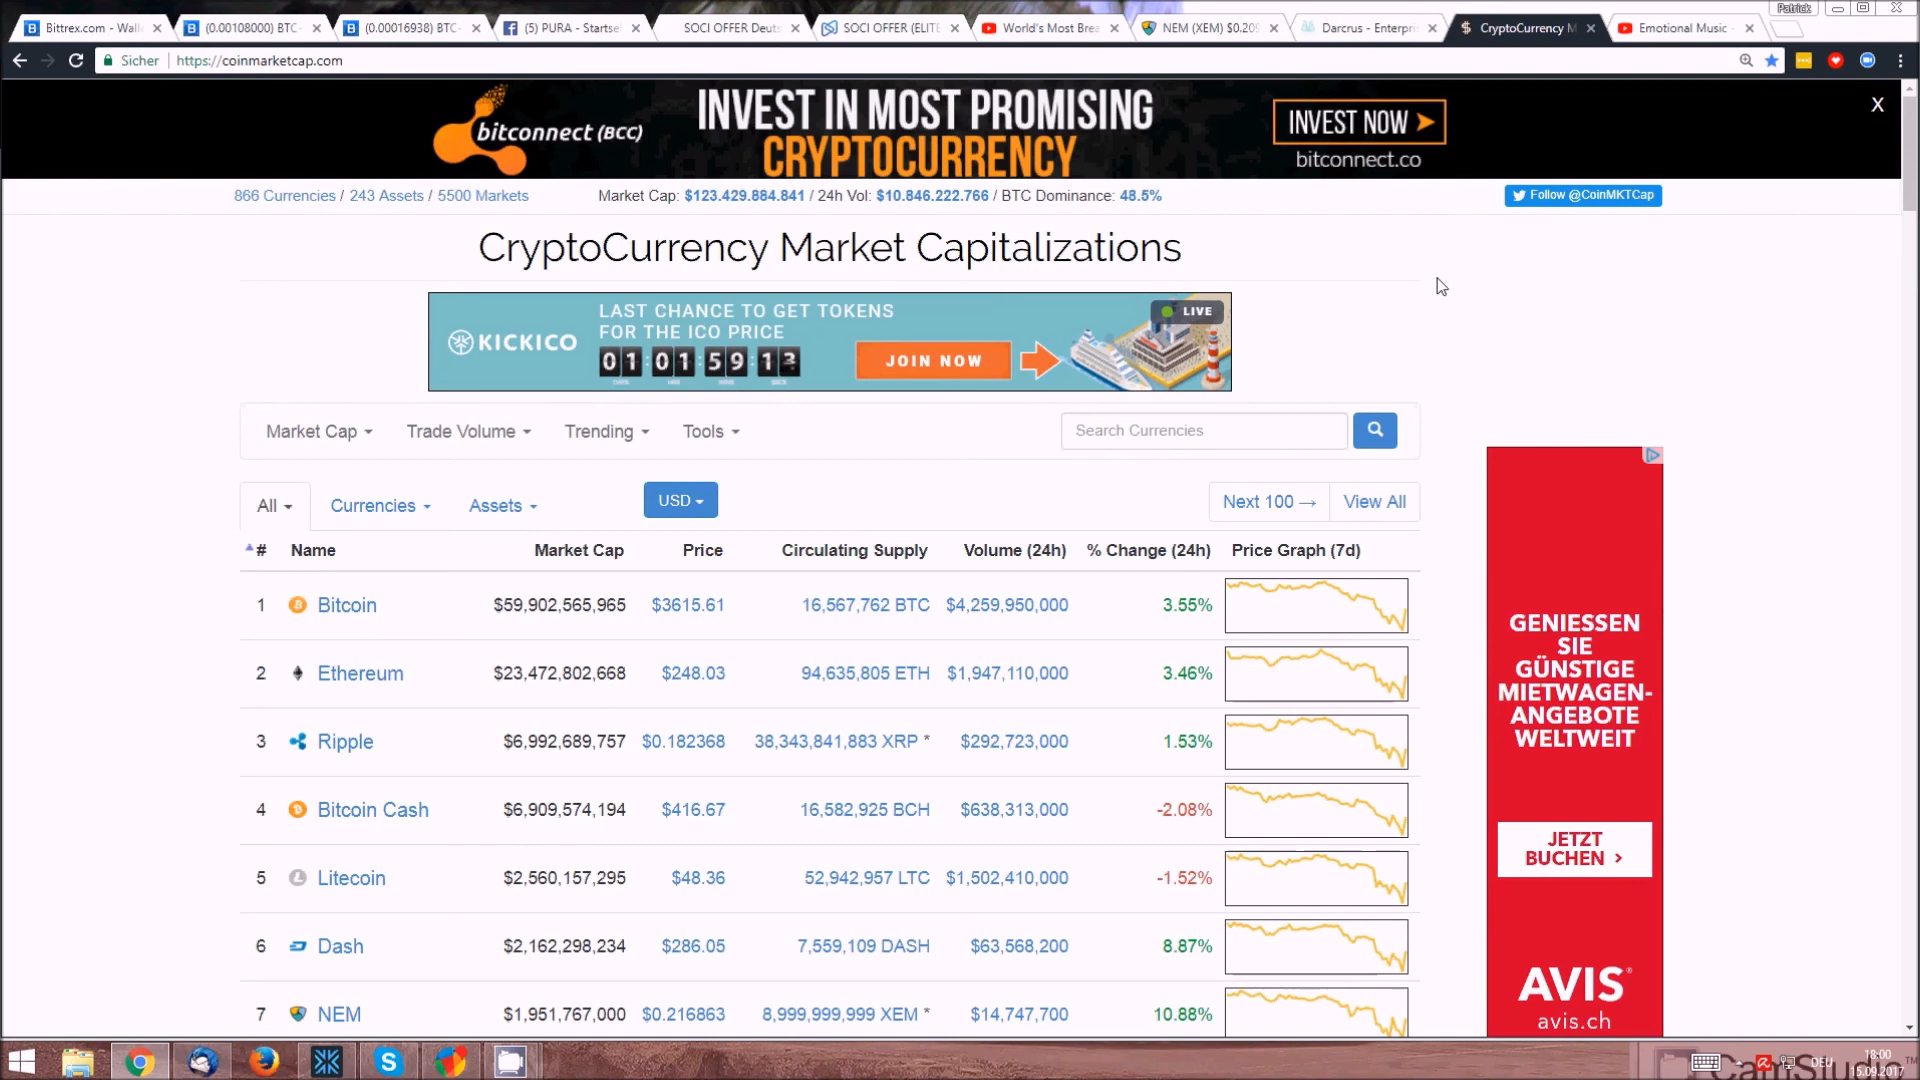 Patrick
Bittrex.com - Wall
(0.00108000) BTC-
(0.00016938) BTC-
(5) PURA - Startse
SOCI OFFER Deuts
SOCI OFFER (ELITE
World's Most Bree
NEM (XEM) $0.209
Darcrus - Enterpri
CryptoCurrency M
Emotional Music -
Sicher
https://coinmarketcap.com
bitconnect (BCC)
INVEST IN MOST PROMISING
CRYPTOCURRENCY
INVEST NOW
bitconnect.co
X
866 Currencies / 243 Assets / 5500 Markets
Market Cap: $123.429.884.841 / 24h Vol: $10.846.222.766 / BTC Dominance: 48.5%
Follow @CoinMKTCap
CryptoCurrency Market Capitalizations
KICKICO
LAST CHANCE TO GET TOKENS
FOR THE ICO PRICE
01:01:59:13
JOIN NOW
LIVE
Market Cap Trade Volume Trending Tools
Search Currencies
All Currencies Assets USD Next 100 → View All
# Name Market Cap Price Circulating Supply Volume (24h) % Change (24h) Price Graph (7d)
1 Bitcoin $59,902,565,965 $3615.61 16,567,762 BTC $4,259,950,000 3.55%
2 Ethereum $23,472,802,668 $248.03 94,635,805 ETH $1,947,110,000 3.46%
3 Ripple $6,992,689,757 $0.182368 38,343,841,883 XRP * $292,723,000 1.53%
4 Bitcoin Cash $6,909,574,194 $416.67 16,582,925 BCH $638,313,000 -2.08%
5 Litecoin $2,560,157,295 $48.36 52,942,957 LTC $1,502,410,000 -1.52%
6 Dash $2,162,298,234 $286.05 7,559,109 DASH $63,568,200 8.87%
7 NEM $1,951,767,000 $0.216863 8,999,999,999 XEM * $14,747,700 10.88%
GENIESSEN
SIE
GÜNSTIGE
MIETWAGEN-
ANGEBOTE
WELTWEIT
JETZT
BUCHEN >
AVIS
avis.ch
DEU
18:00
15.09.2017
CamStudio™